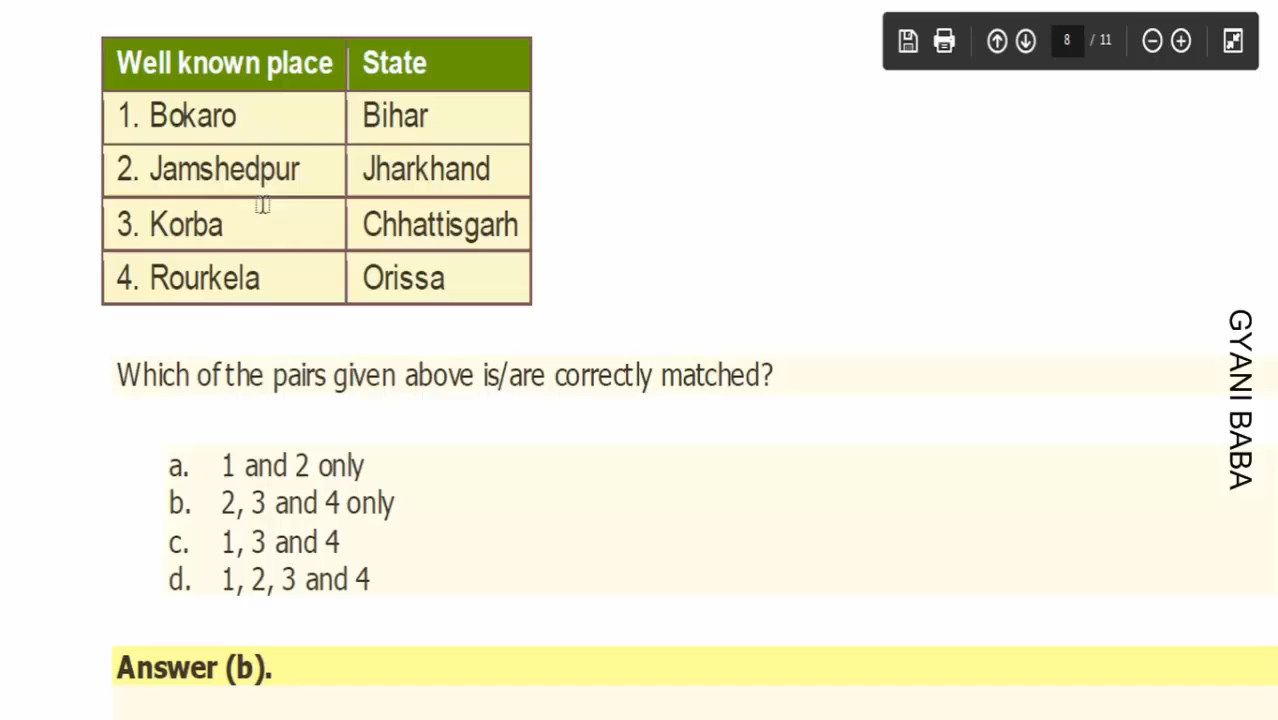 8 / 11
Well known place State
1. Bokaro Bihar
2. Jamshedpur Jharkhand
3. Korba Chhattisgarh
4. Rourkela Orissa
Which of the pairs given above is/are correctly matched?
a. 1 and 2 only
b. 2, 3 and 4 only
c. 1, 3 and 4
d. 1, 2, 3 and 4
Answer (b).
GYANI BABA